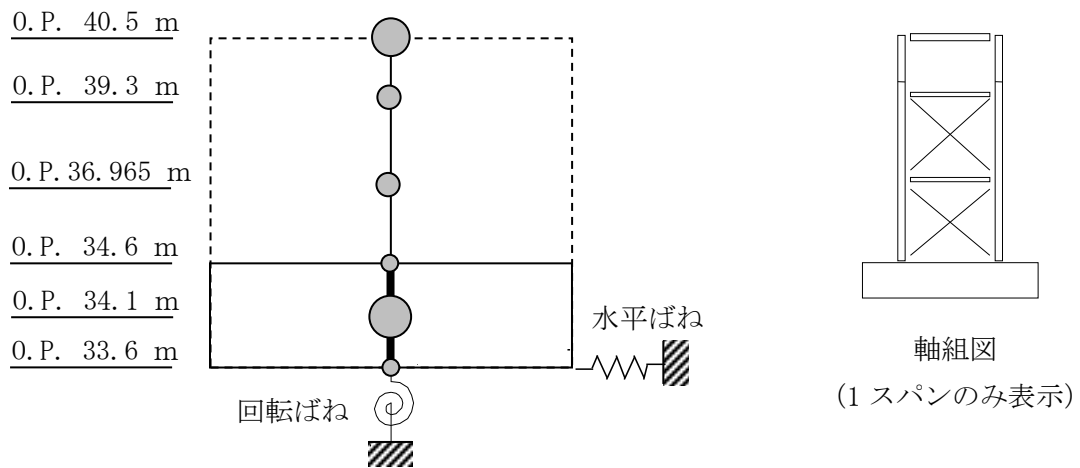 O.P. 40.5 m
O.P. 39.3 m
O.P. 36.965 m
O.P. 34.6 m
O.P. 34.1 m
O.P. 33.6 m
水平ばね
回転ばね
軸組図
(1 スパンのみ表示)